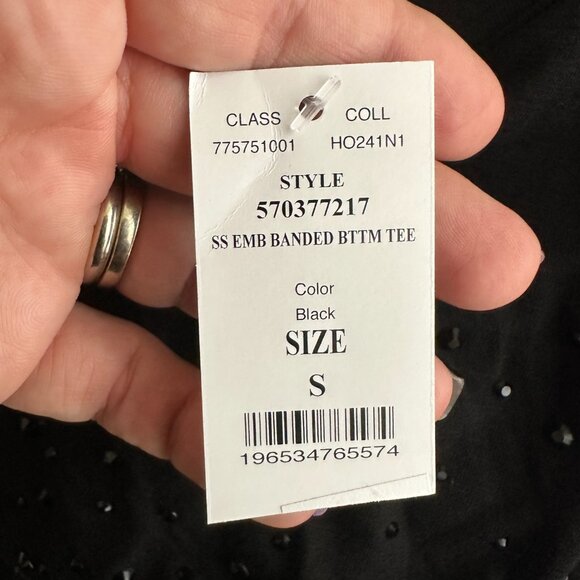 CLASS COLL
775751001 HO241N1
STYLE
570377217
SS EMB BANDED BTTM TEE
Color
Black
SIZE
S
196534765574